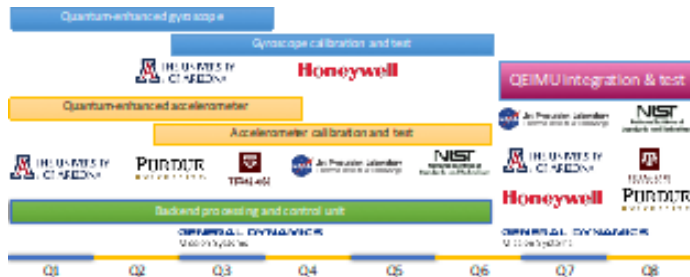 Quantum-enhanced gyroscope
Gyroscope calibration and test
THE UNIVERSITY
OF ARIZONA
Honeywell
QEIMU integration & test
Quantum-enhanced accelerometer
Jet Propulsion Laboratory
NIST
Accelerometer calibration and test
THE UNIVERSITY
OF ARIZONA
PURDUE
UNIVERSITY
Jet Propulsion Laboratory
NIST
THE UNIVERSITY
OF ARIZONA
Honeywell
PURDUE
UNIVERSITY
Backend processing and control unit
GENERAL DYNAMICS
Mission Systems
GENERAL DYNAMICS
Mission Systems
Q1 Q2 Q3 Q4 Q5 Q6 Q7 Q8